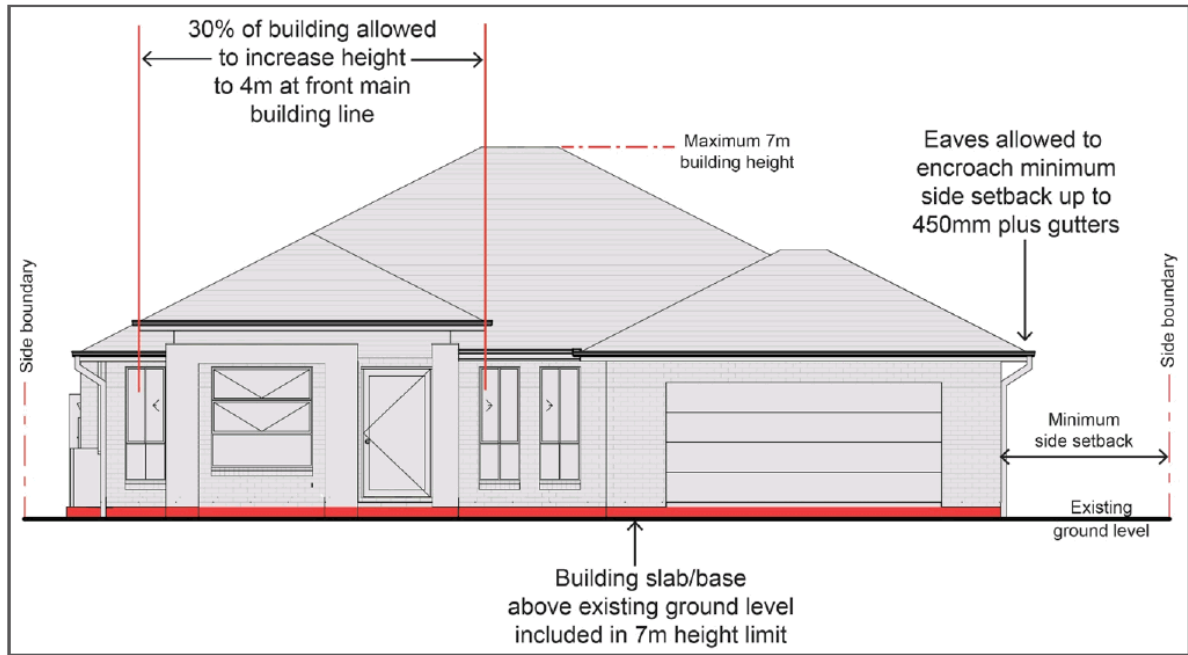 30% of building allowed
to increase height
to 4m at front main
building line
Maximum 7m
building height
Eaves allowed to
encroach minimum
side setback up to
450mm plus gutters
Side boundary
Side boundary
Minimum
side setback
Existing
ground level
Building slab/base
above existing ground level
included in 7m height limit